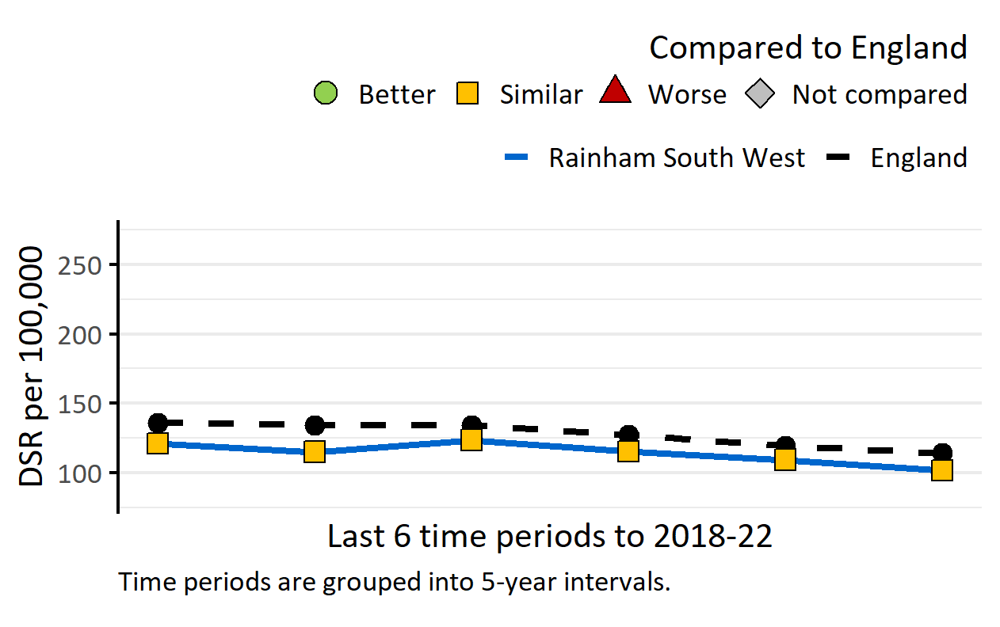 Compared to England
Better Similar Worse Not compared
Rainham South West England
DSR per 100,000
250
200
150
100
Last 6 time periods to 2018-22
Time periods are grouped into 5-year intervals.